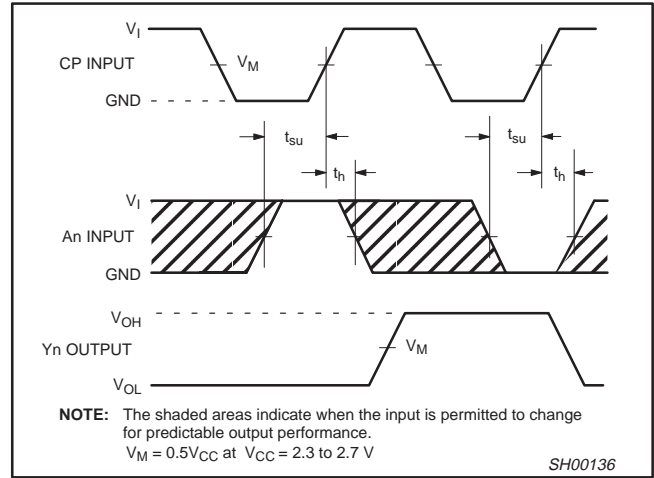 VI
CP INPUT
VM
GND
tsu
tsu
th
th
VI
An INPUT
GND
VOH
Yn OUTPUT
VM
VOL
NOTE: The shaded areas indicate when the input is permitted to change
for predictable output performance.
VM = 0.5VCC at VCC = 2.3 to 2.7 V
SH00136